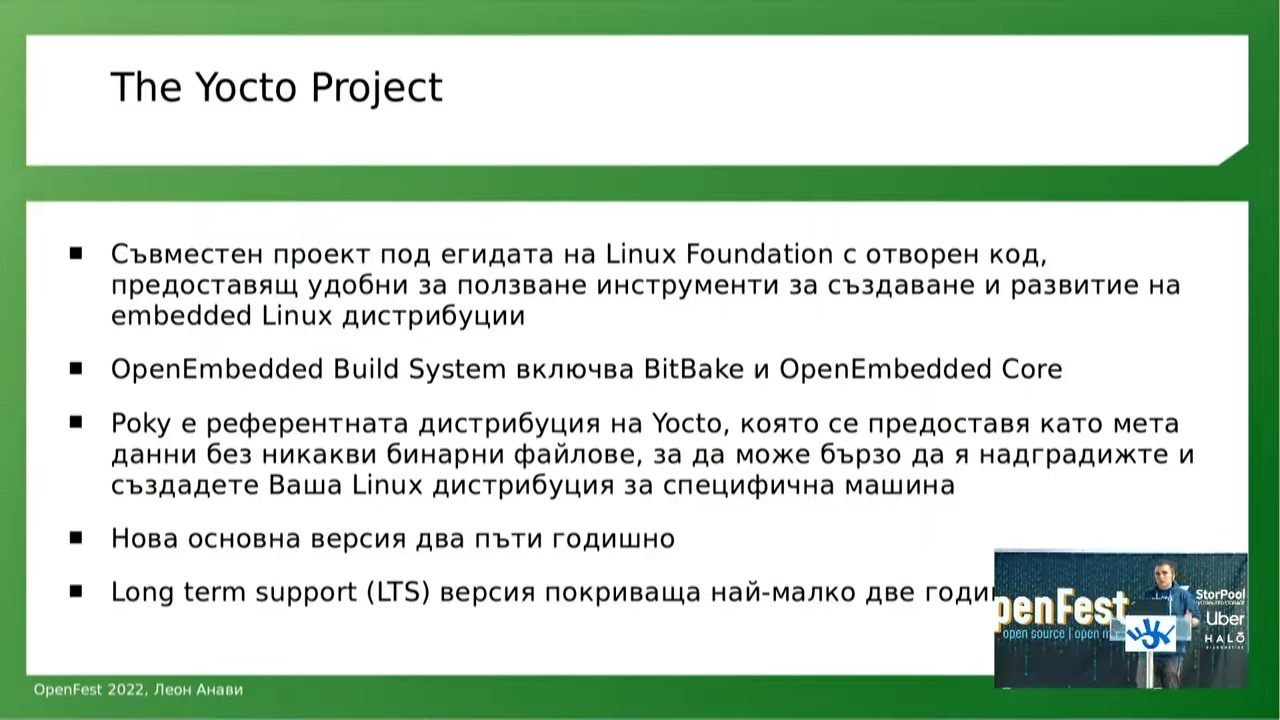 The Yocto Project
Съвместен проект под егидата на Linux Foundation с отворен код,
предоставящ удобни за ползване инструменти за създаване и развитие на
embedded Linux дистрибуции
OpenEmbedded Build System включва BitBake и OpenEmbedded Core
Poky е референтната дистрибуция на Yocto, която се предоставя като мета
данни без никакви бинарни файлове, за да може бързо да я надградижте и
създадете Ваша Linux дистрибуция за специфична машина
Нова основна версия два пъти годишно
Long term support (LTS) версия покриваща най-малко две
penFest
open source | open
StorPool
Uber
HALŌ
OpenFest 2022, Леон Анави